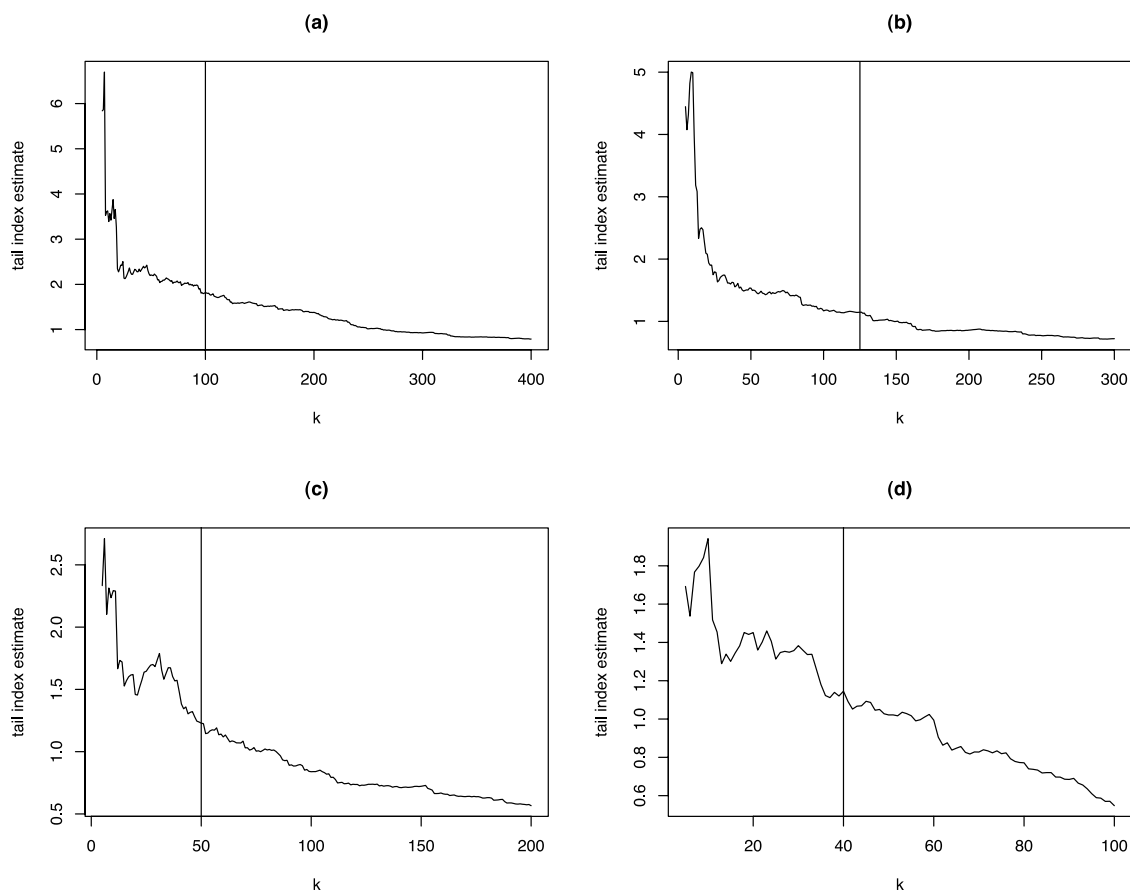 (a)
tail index estimate
6
5
4
3
2
1
0 100 200 300 400
k
(b)
tail index estimate
5
4
3
2
1
0 50 100 150 200 250 300
k
(c)
tail index estimate
2.5
2.0
1.5
1.0
0.5
0 50 100 150 200
k
(d)
tail index estimate
1.8
1.6
1.4
1.2
1.0
0.8
0.6
20 40 60 80 100
k